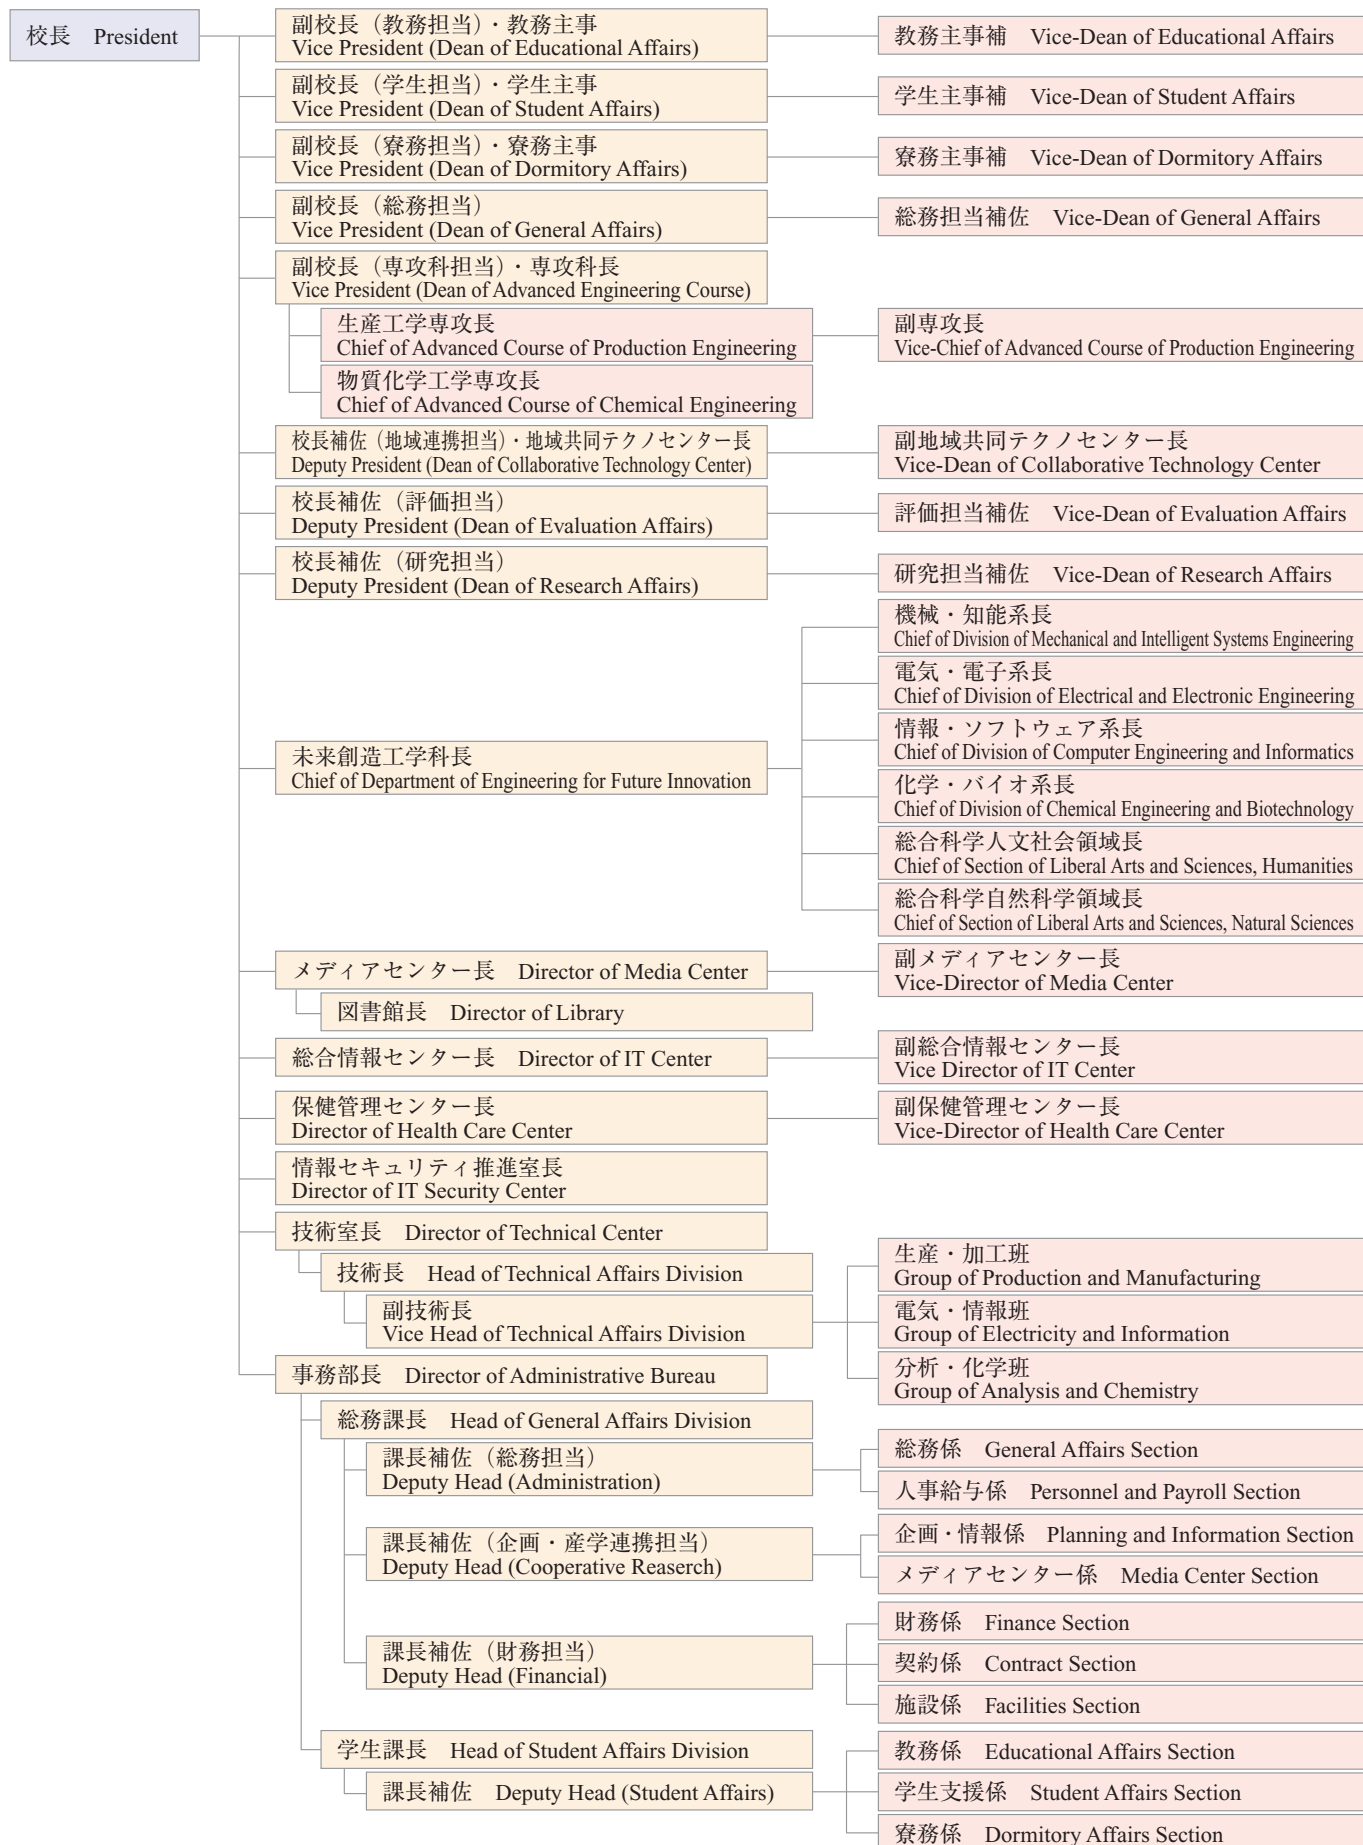 校長　President
副校長（教務担当）・教務主事
Vice President (Dean of Educational Affairs)
教務主事補　Vice-Dean of Educational Affairs
副校長（学生担当）・学生主事
Vice President (Dean of Student Affairs)
学生主事補　Vice-Dean of Student Affairs
副校長（寮務担当）・寮務主事
Vice President (Dean of Dormitory Affairs)
寮務主事補　Vice-Dean of Dormitory Affairs
副校長（総務担当）
Vice President (Dean of General Affairs)
総務担当補佐　Vice-Dean of General Affairs
副校長（専攻科担当）・専攻科長
Vice President (Dean of Advanced Engineering Course)
生産工学専攻長
Chief of Advanced Course of Production Engineering
副専攻長
Vice-Chief of Advanced Course of Production Engineering
物質化学工学専攻長
Chief of Advanced Course of Chemical Engineering
校長補佐（地域連携担当）・地域共同テクノセンター長
Deputy President (Dean of Collaborative Technology Center)
副地域共同テクノセンター長
Vice-Dean of Collaborative Technology Center
校長補佐（評価担当）
Deputy President (Dean of Evaluation Affairs)
評価担当補佐　Vice-Dean of Evaluation Affairs
校長補佐（研究担当）
Deputy President (Dean of Research Affairs)
研究担当補佐　Vice-Dean of Research Affairs
未来創造工学科長
Chief of Department of Engineering for Future Innovation
機械・知能系長
Chief of Division of Mechanical and Intelligent Systems Engineering
電気・電子系長
Chief of Division of Electrical and Electronic Engineering
情報・ソフトウェア系長
Chief of Division of Computer Engineering and Informatics
化学・バイオ系長
Chief of Division of Chemical Engineering and Biotechnology
総合科学人文社会領域長
Chief of Section of Liberal Arts and Sciences, Humanities
総合科学自然科学領域長
Chief of Section of Liberal Arts and Sciences, Natural Sciences
メディアセンター長　Director of Media Center
副メディアセンター長
Vice-Director of Media Center
図書館長　Director of Library
総合情報センター長　Director of IT Center
副総合情報センター長
Vice Director of IT Center
保健管理センター長
Director of Health Care Center
副保健管理センター長
Vice-Director of Health Care Center
情報セキュリティ推進室長
Director of IT Security Center
技術室長　Director of Technical Center
技術長　Head of Technical Affairs Division
副技術長
Vice Head of Technical Affairs Division
生産・加工班
Group of Production and Manufacturing
電気・情報班
Group of Electricity and Information
分析・化学班
Group of Analysis and Chemistry
事務部長　Director of Administrative Bureau
総務課長　Head of General Affairs Division
課長補佐（総務担当）
Deputy Head (Administration)
総務係　General Affairs Section
人事給与係　Personnel and Payroll Section
課長補佐（企画・産学連携担当）
Deputy Head (Cooperative Reaserch)
企画・情報係　Planning and Information Section
メディアセンター係　Media Center Section
課長補佐（財務担当）
Deputy Head (Financial)
財務係　Finance Section
契約係　Contract Section
施設係　Facilities Section
学生課長　Head of Student Affairs Division
課長補佐　Deputy Head (Student Affairs)
教務係　Educational Affairs Section
学生支援係　Student Affairs Section
寮務係　Dormitory Affairs Section